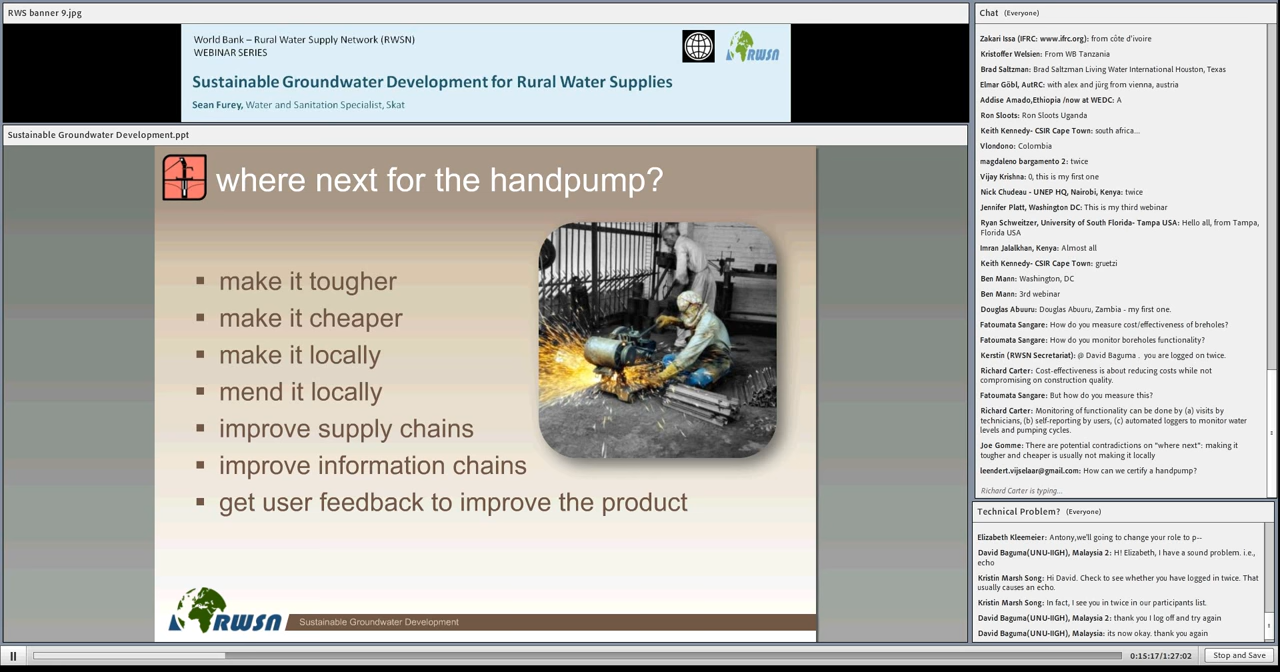 RWS banner 9.jpg
World Bank – Rural Water Supply Network (RWSN)
WEBINAR SERIES
RWSN
Sustainable Groundwater Development for Rural Water Supplies
Sean Furey, Water and Sanitation Specialist, Skat
Sustainable Groundwater Development.ppt
where next for the handpump?
▪ make it tougher
▪ make it cheaper
▪ make it locally
▪ mend it locally
▪ improve supply chains
▪ improve information chains
▪ get user feedback to improve the product
RWSN
Sustainable Groundwater Development
Chat (Everyone)
Zakari Issa (IFRC: www.ifrc.org): from côte d'ivoire
Kristoffer Welsien: From WB Tanzania
Brad Saltzman: Brad Saltzman Living Water International Houston, Texas
Elmar Göbl, AutRC: with alex and jürg from vienna, austria
Addise Amado,Ethiopia /now at WEDC: A
Ron Sloots: Ron Sloots Uganda
Keith Kennedy- CSIR Cape Town: south africa...
Vlondono: Colombia
magdaleno bargamento 2: twice
Vijay Krishna: 0, this is my first one
Nick Chudeau - UNEP HQ, Nairobi, Kenya: twice
Jennifer Platt, Washington DC: This is my third webinar
Ryan Schweitzer, University of South Florida- Tampa USA: Hello all, from Tampa,
Florida USA
Imran Jalalkhan, Kenya: Almost all
Keith Kennedy- CSIR Cape Town: gruetzi
Ben Mann: Washington, DC
Ben Mann: 3rd webinar
Douglas Abuuru: Douglas Abuuru, Zambia - my first one.
Fatoumata Sangare: How do you measure cost/effectiveness of breholes?
Fatoumata Sangare: How do you monitor boreholes functionality?
Kerstin (RWSN Secretariat): @ David Baguma . you are logged on twice.
Richard Carter: Cost-effectiveness is about reducing costs while not
compromising on construction quality.
Fatoumata Sangare: But how do you measure this?
Richard Carter: Monitoring of functionality can be done by (a) visits by
technicians, (b) self-reporting by users, (c) automated loggers to monitor water
levels and pumping cycles.
Joe Gomme: There are potential contradictions on "where next": making it
tougher and cheaper is usually not making it locally
leendert.vijselaar@gmail.com: How can we certify a handpump?
Richard Carter is typing...
Technical Problem? (Everyone)
Elizabeth Kleemeier: Antony,we'll going to change your role to p--
David Baguma(UNU-IIGH), Malaysia 2: H! Elizabeth, I have a sound problem. i.e.,
echo
Kristin Marsh Song: Hi David. Check to see whether you have logged in twice. That
usually causes an echo.
Kristin Marsh Song: In fact, I see you in twice in our participants list.
David Baguma(UNU-IIGH), Malaysia 2: thank you I log off and try again
David Baguma(UNU-IIGH), Malaysia: its now okay. thank you again
0:15:17/1:27:02
Stop and Save